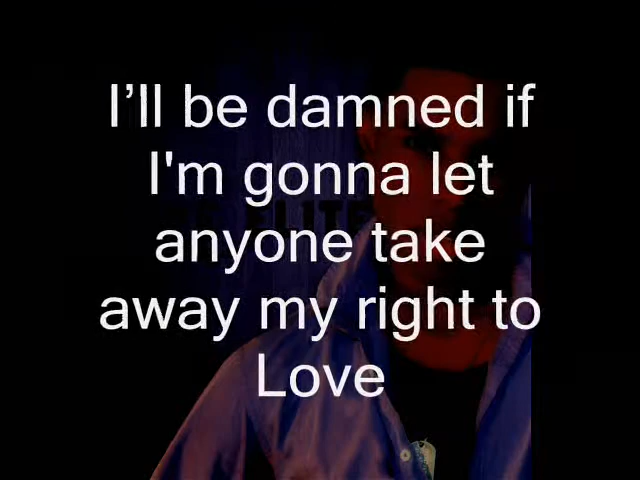 I’ll be damned if
I'm gonna let
anyone take
away my right to
Love